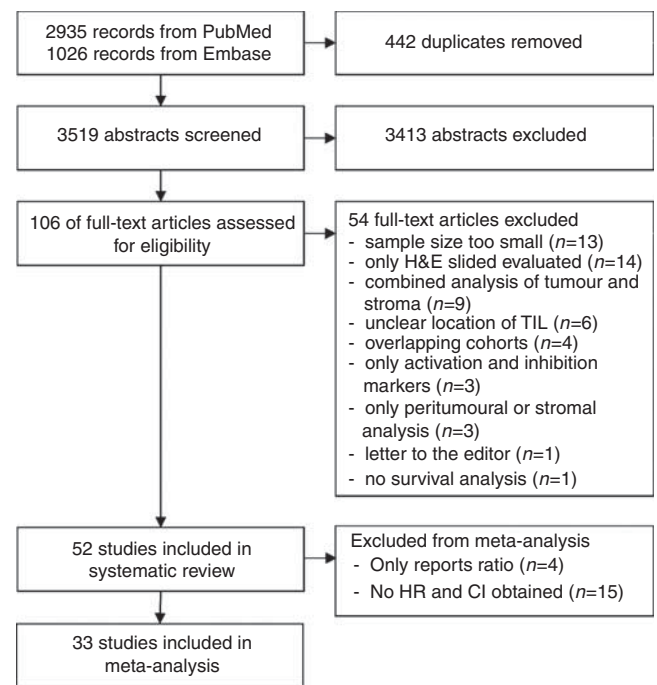 2935 records from PubMed
1026 records from Embase
442 duplicates removed
3519 abstracts screened
3413 abstracts excluded
106 of full-text articles assessed
for eligibility
54 full-text articles excluded
- sample size too small (n=13)
- only H&E slided evaluated (n=14)
- combined analysis of tumour and
stroma (n=9)
- unclear location of TIL (n=6)
- overlapping cohorts (n=4)
- only activation and inhibition
markers (n=3)
- only peritumoural or stromal
analysis (n=3)
- letter to the editor (n=1)
- no survival analysis (n=1)
52 studies included in
systematic review
Excluded from meta-analysis
- Only reports ratio (n=4)
- No HR and CI obtained (n=15)
33 studies included in
meta-analysis